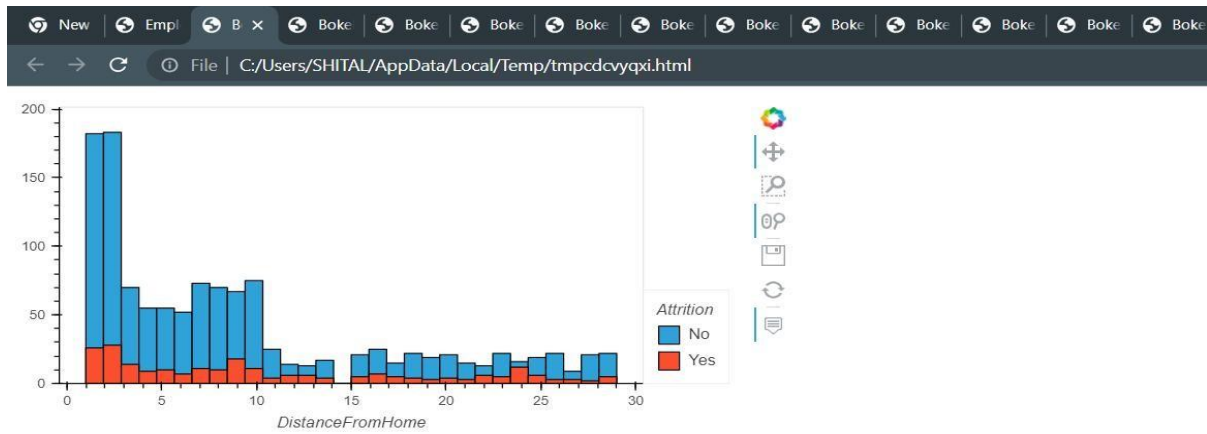 New Empl B Boke Boke Boke Boke Boke Boke Boke Boke Boke Boke Boke
File C:/Users/SHITAL/AppData/Local/Temp/tmpcdcvyqxi.html
200
150
100
50
0
Attrition
No
Yes
0 5 10 15 20 25 30
DistanceFromHome